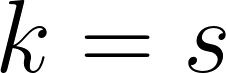 k = s